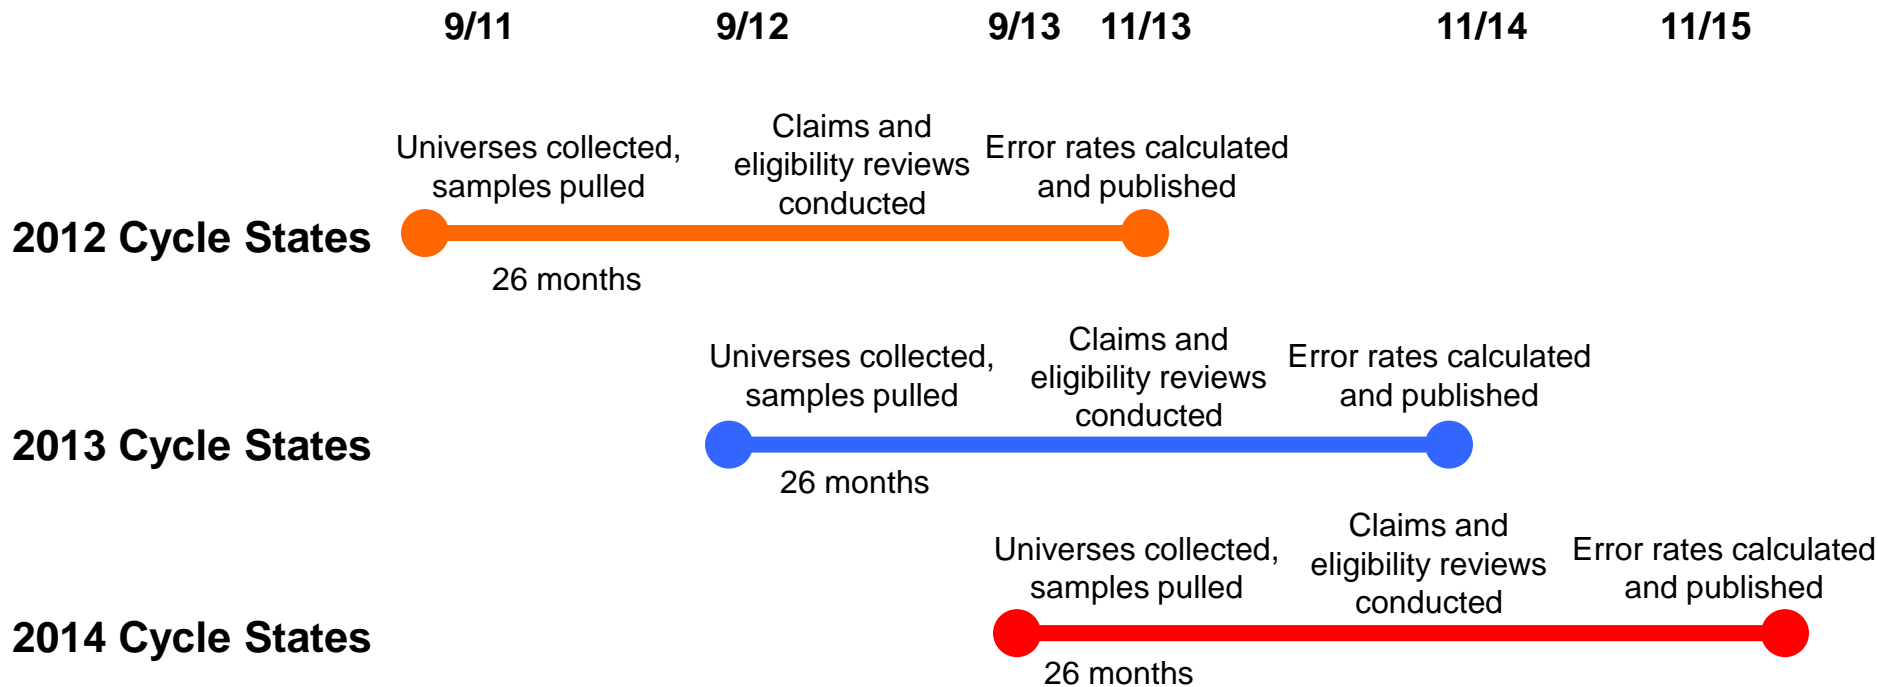 9/11 9/12 9/13 11/13 11/14 11/15
Universes collected,
samples pulled
Claims and
eligibility reviews
conducted
Error rates calculated
and published
2012 Cycle States
26 months
Universes collected,
samples pulled
Claims and
eligibility reviews
conducted
Error rates calculated
and published
2013 Cycle States
26 months
Universes collected,
samples pulled
Claims and
eligibility reviews
conducted
Error rates calculated
and published
2014 Cycle States
26 months